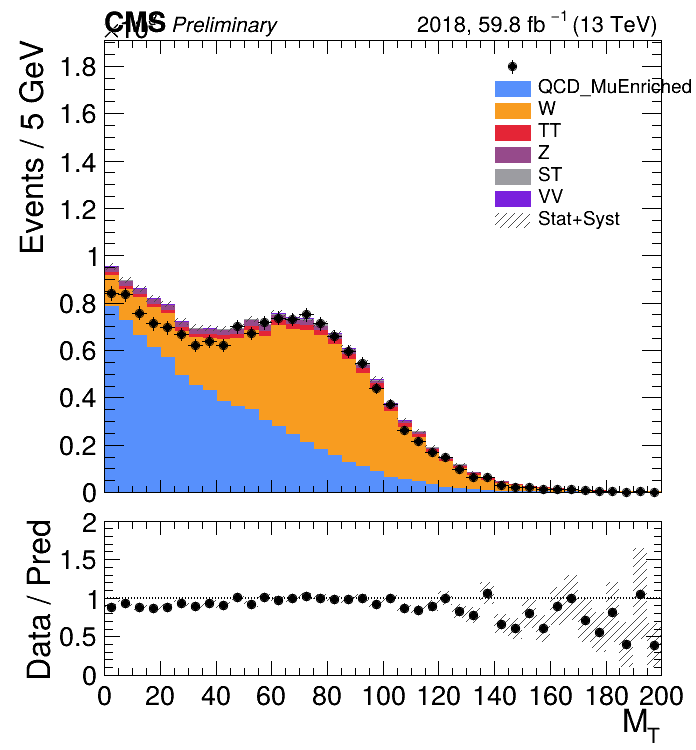 CMS Preliminary 2018, 59.8 fb⁻¹ (13 TeV)
Events / 5 GeV
1.8
1.6
1.4
1.2
1
0.8
0.6
0.4
0.2
0
QCD_MuEnriched
W
TT
Z
ST
VV
Stat+Syst
Data / Pred
2
1.5
1
0.5
0
0 20 40 60 80 100 120 140 160 180 200
M_T